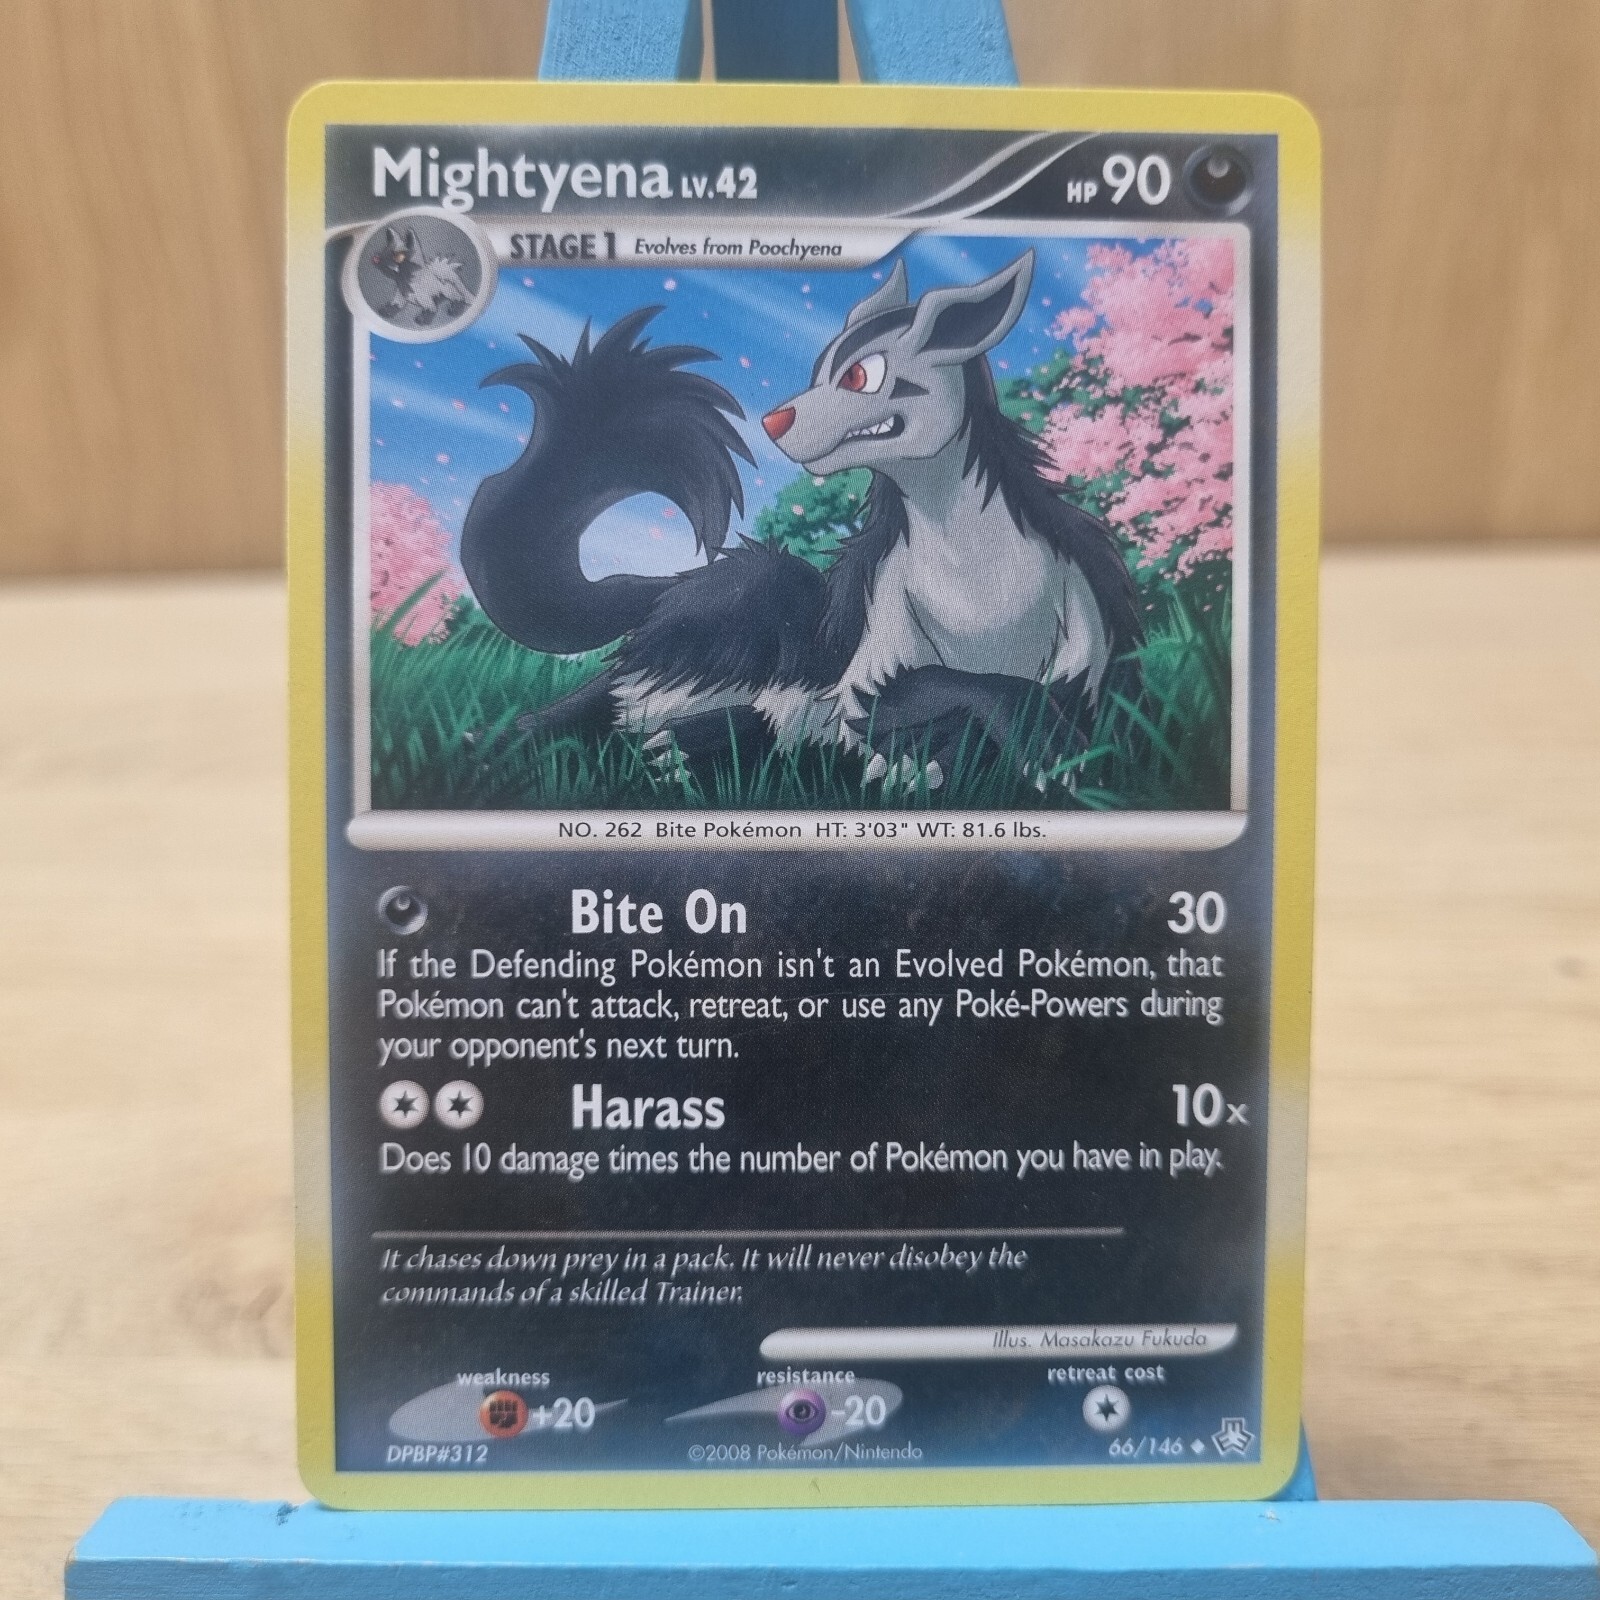 Mightyena LV.42 HP 90
STAGE 1 Evolves from Poochyena
NO. 262 Bite Pokémon HT: 3'03" WT: 81.6 lbs.
Bite On 30
If the Defending Pokémon isn't an Evolved Pokémon, that
Pokémon can't attack, retreat, or use any Poké-Powers during
your opponent's next turn.
Harass 10x
Does 10 damage times the number of Pokémon you have in play.
It chases down prey in a pack. It will never disobey the
commands of a skilled Trainer.
Illus. Masakazu Fukuda
weakness resistance retreat cost
+20 -20
DPBP#312 ©2008 Pokémon/Nintendo 66/146